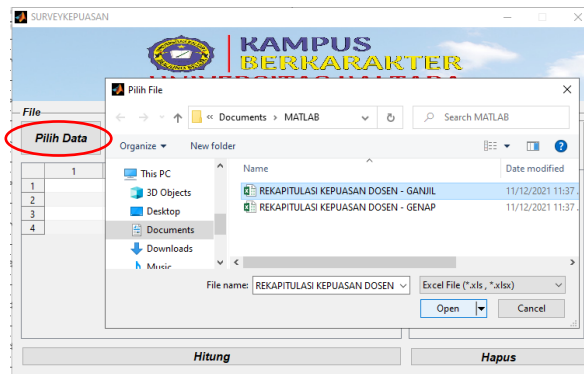 SURVEYKEPUASAN
KAMPUS
BERKARAKTER
Pilih File
Documents > MATLAB
Search MATLAB
File
Pilih Data
Organize
New folder
This PC
3D Objects
Desktop
Documents
Downloads
Music
Name
Date modified
REKAPITULASI KEPUASAN DOSEN - GANJIL
11/12/2021 11:37
REKAPITULASI KEPUASAN DOSEN - GENAP
11/12/2021 11:37
1
1
2
3
4
File name:
REKAPITULASI KEPUASAN DOSEN
Excel File (*.xls , *.xlsx)
Open
Cancel
Hitung
Hapus